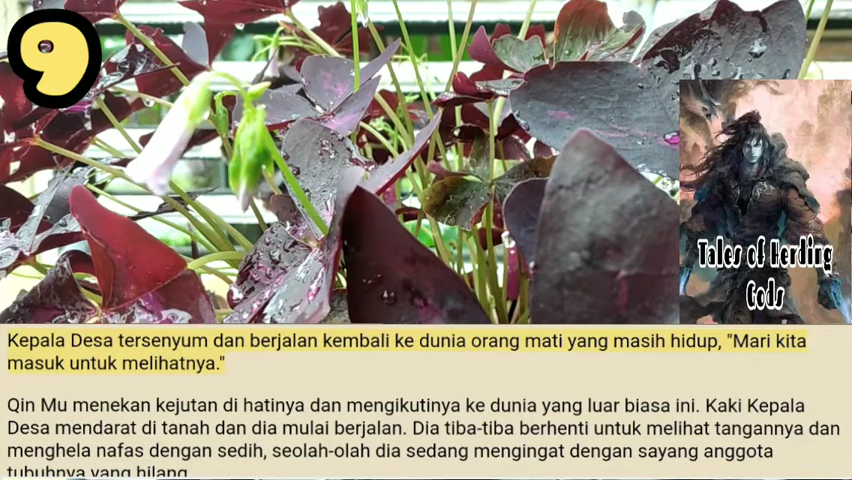 9
Tales of Herding
Gods
Kepala Desa tersenyum dan berjalan kembali ke dunia orang mati yang masih hidup, "Mari kita
masuk untuk melihatnya."
Qin Mu menekan kejutan di hatinya dan mengikutinya ke dunia yang luar biasa ini. Kaki Kepala
Desa mendarat di tanah dan dia mulai berjalan. Dia tiba-tiba berhenti untuk melihat tangannya dan
menghela nafas dengan sedih, seolah-olah dia sedang mengingat dengan sayang anggota
tubuhnya yang hilang